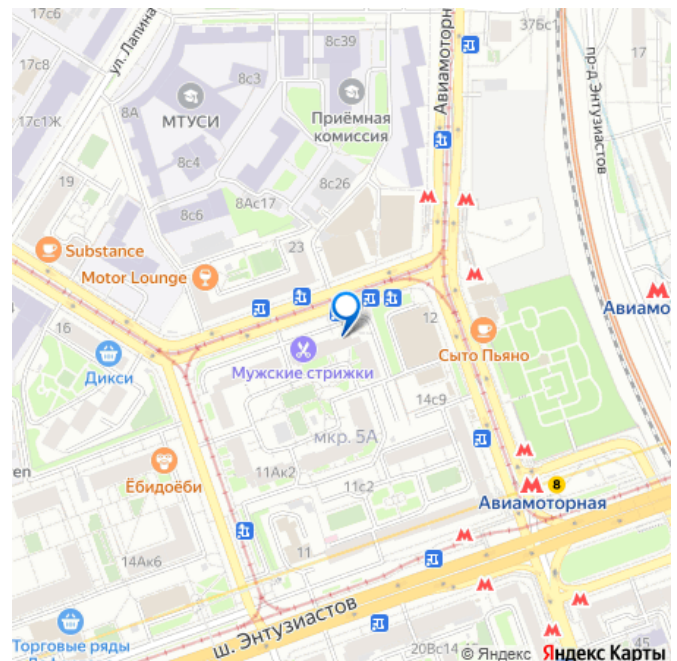 17с6
17с8
ул. Лапина
8с39
Авиамоторн
37Бс1
17
пр-д Энтузиастов
8с3
17с1Ж
8А
МТУСИ
Приёмная
комиссия
8с4
8с26
19
8Ас17
8с6
Substance
23
Motor Lounge
Авиамо
16
12
Сыто Пьяно
Дикси
Мужские стрижки
14с9
мкр. 5А
en
Ёбидоёби
11Ак2
11с2
8
Авиамоторная
11
14Ак6
ш. Энтузиастов
Торговые ряды
20Вс14
45
© Яндекс Яндекс Карты